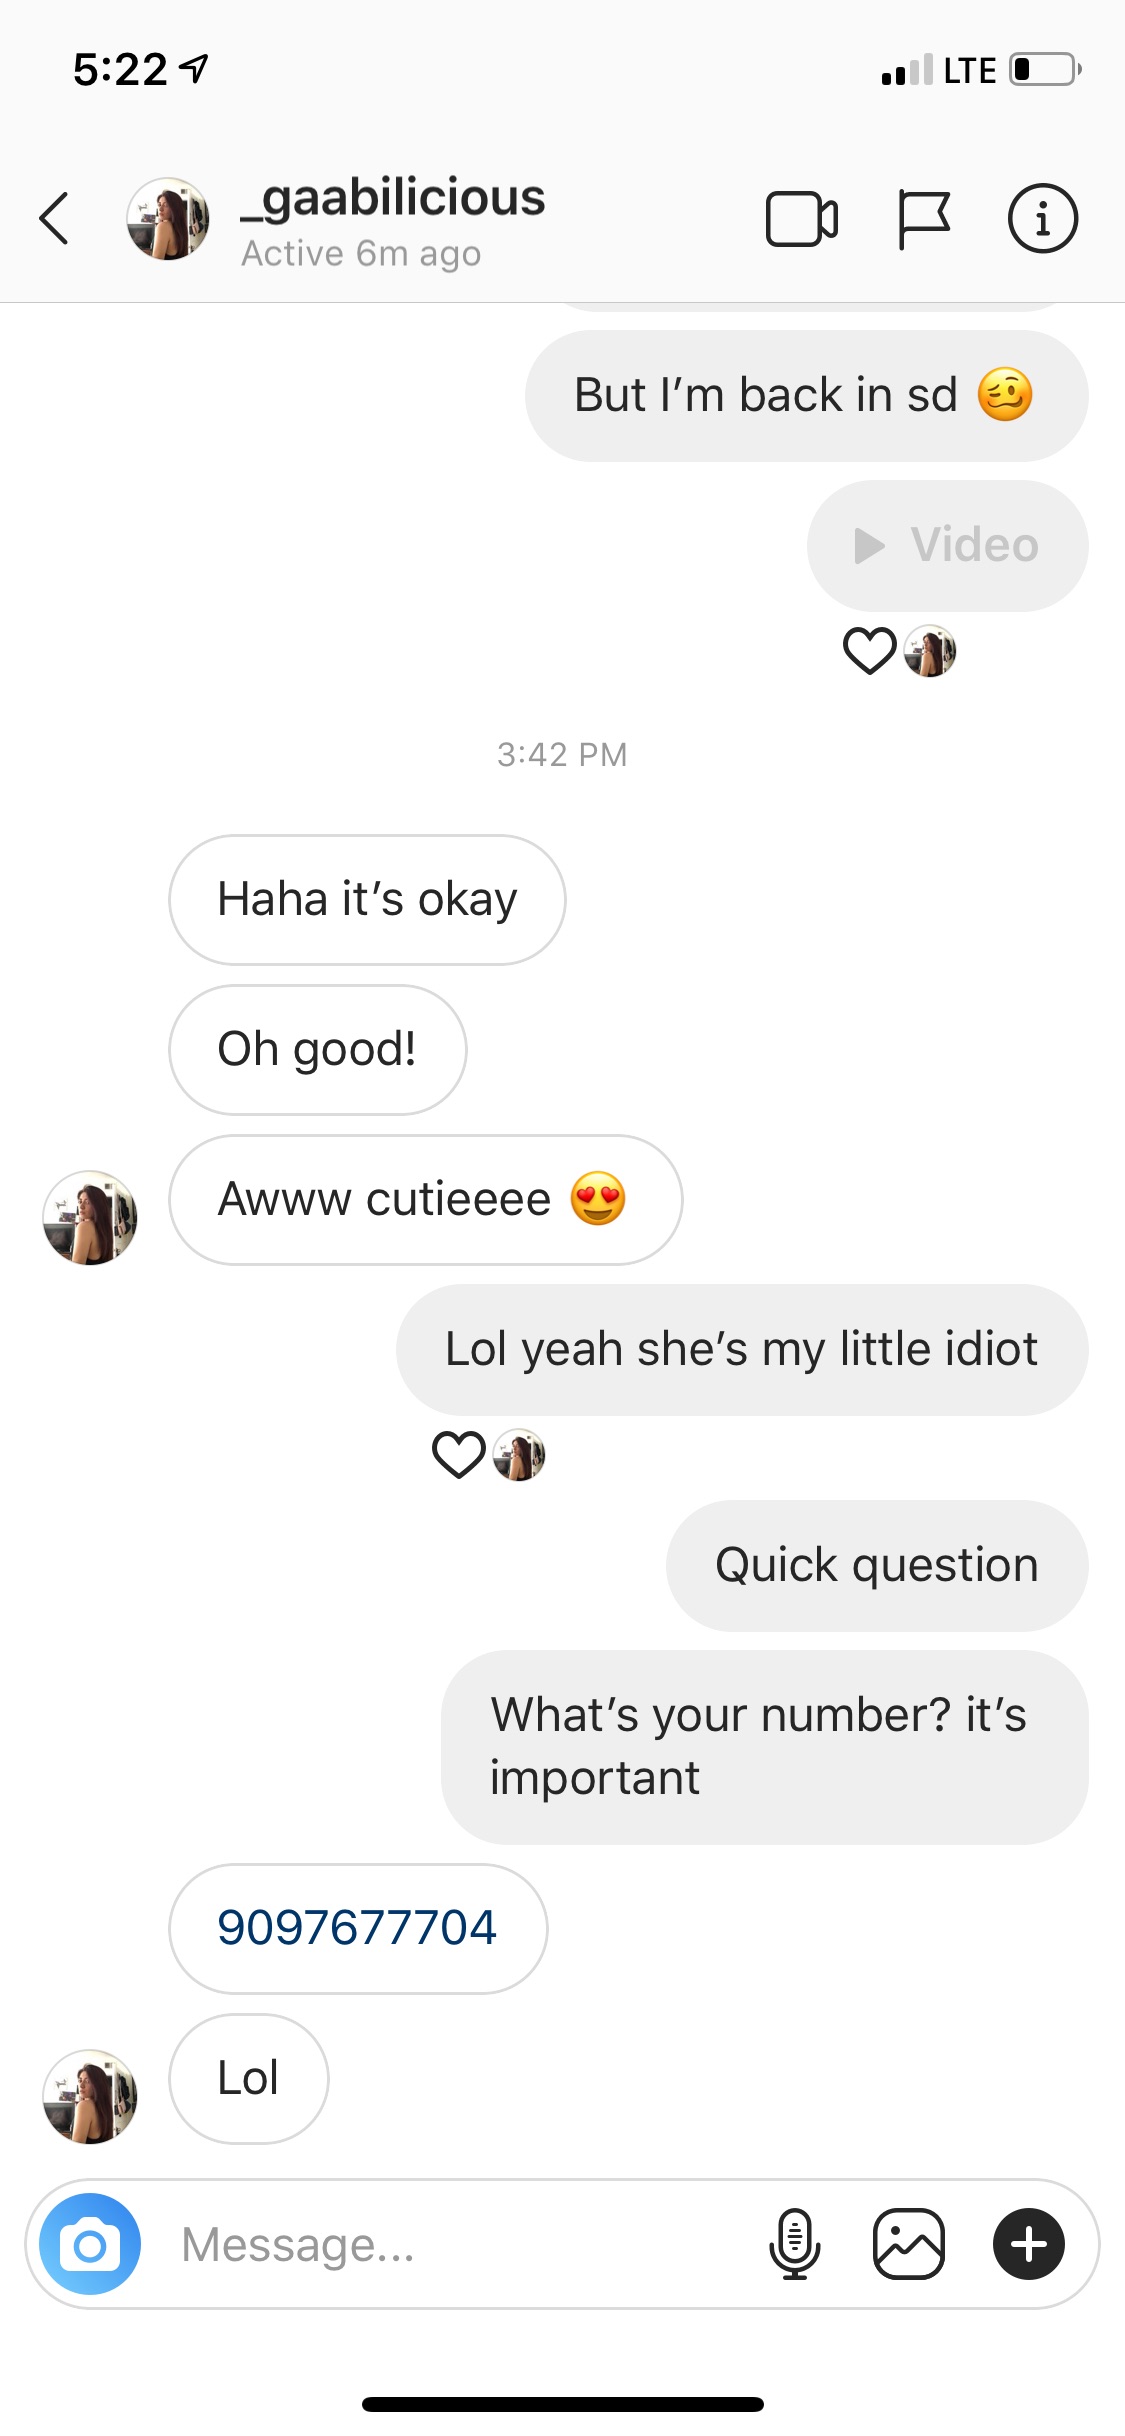 5:22
LTE
_gaabilicious
Active 6m ago
But I’m back in sd 🥴
Video
3:42 PM
Haha it’s okay
Oh good!
Awww cutieeee 😍
Lol yeah she’s my little idiot
Quick question
What’s your number? it’s
important
9097677704
Lol
Message...